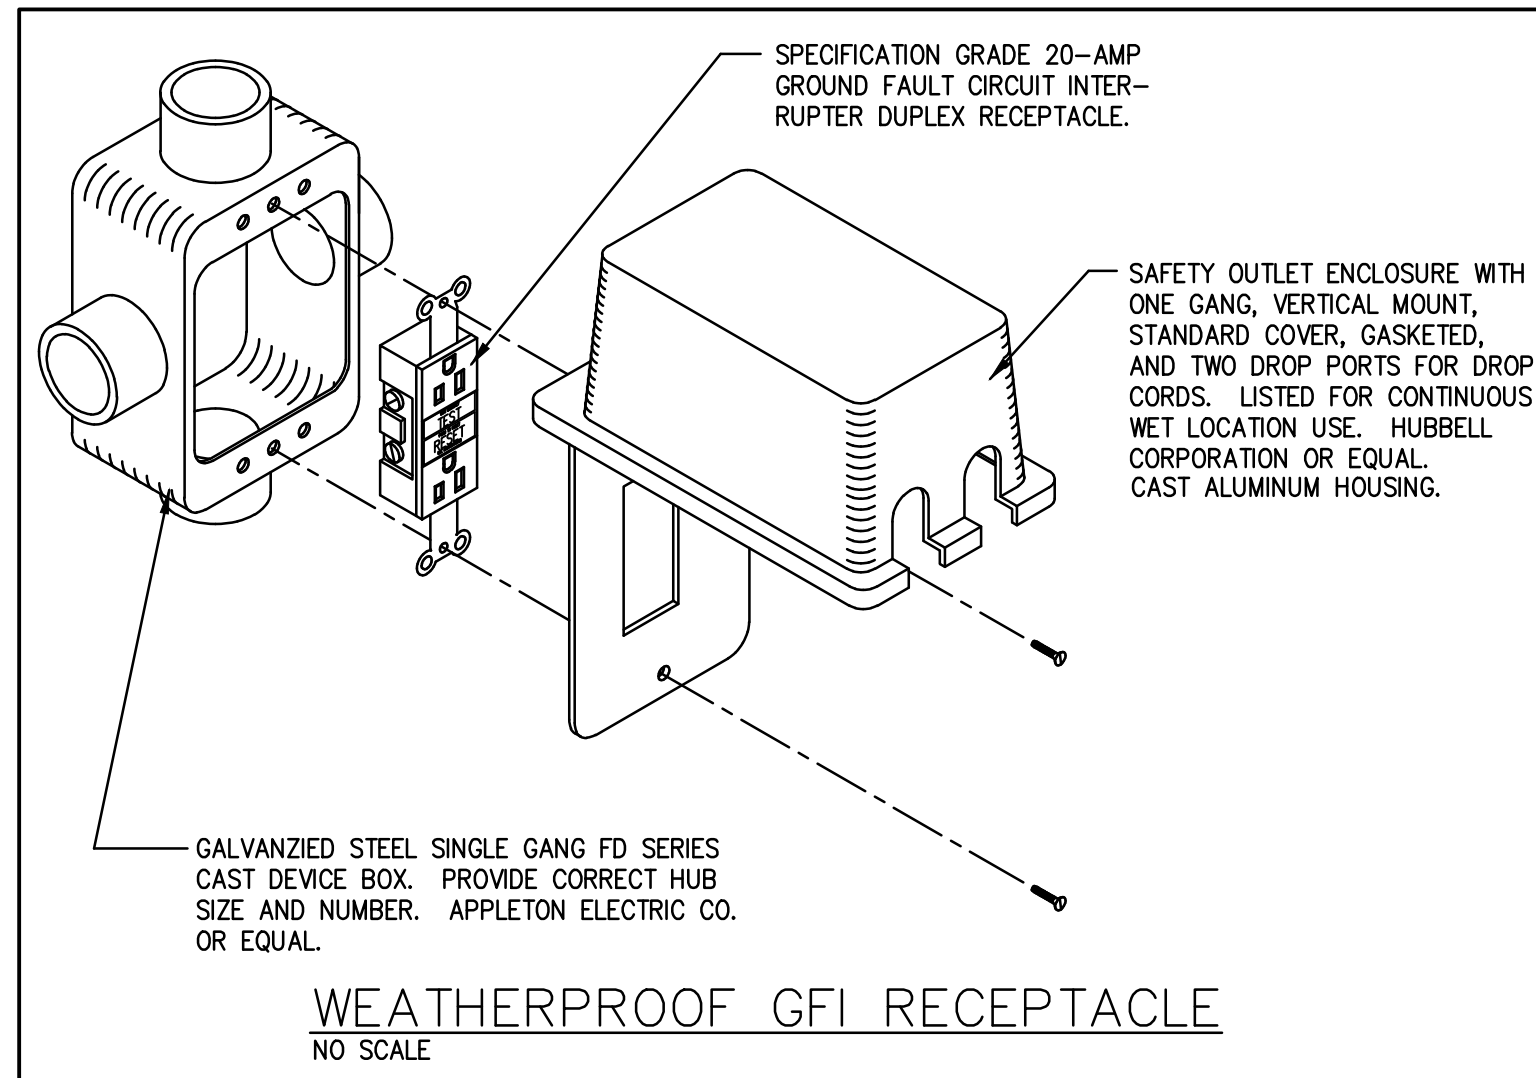 SPECIFICATION GRADE 20-AMP
GROUND FAULT CIRCUIT INTER-
RUPTER DUPLEX RECEPTACLE.
SAFETY OUTLET ENCLOSURE WITH
ONE GANG, VERTICAL MOUNT,
STANDARD COVER, GASKETED,
AND TWO DROP PORTS FOR DROP
CORDS. LISTED FOR CONTINUOUS
WET LOCATION USE. HUBBELL
CORPORATION OR EQUAL.
CAST ALUMINUM HOUSING.
TEST
RESET
GALVANZIED STEEL SINGLE GANG FD SERIES
CAST DEVICE BOX. PROVIDE CORRECT HUB
SIZE AND NUMBER. APPLETON ELECTRIC CO.
OR EQUAL.
WEATHERPROOF GFI RECEPTACLE
NO SCALE